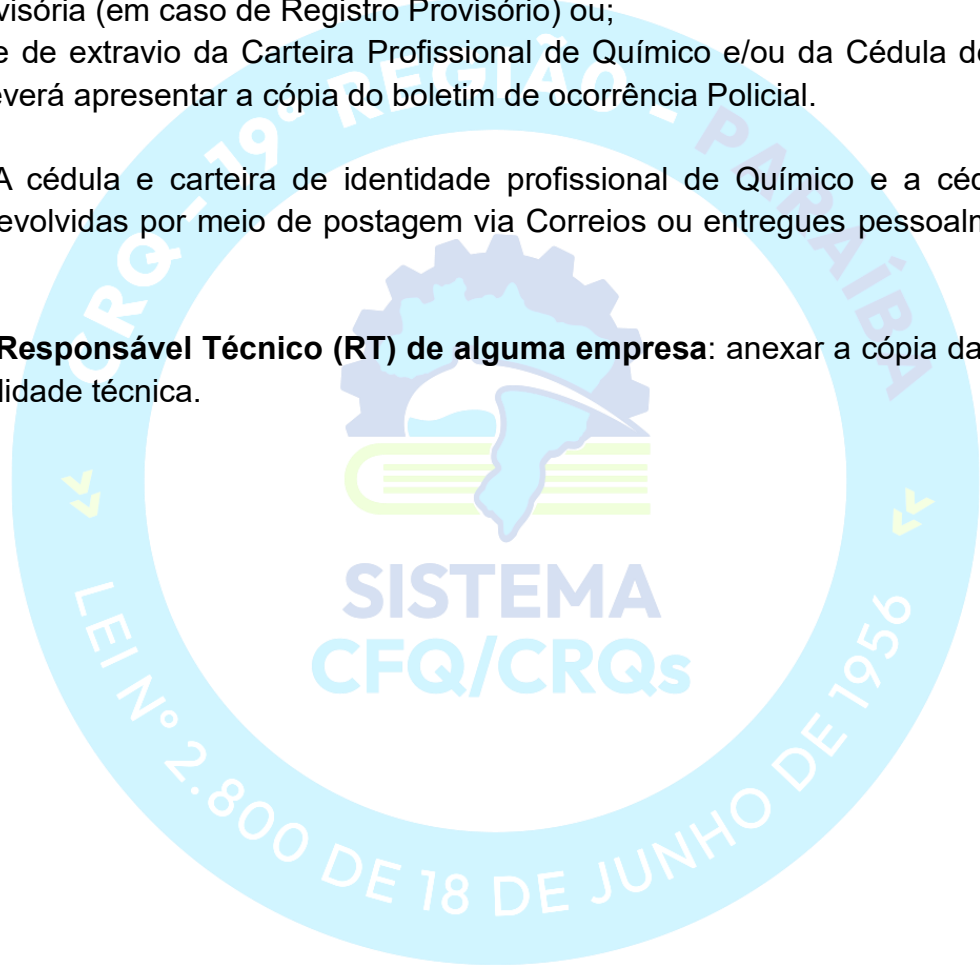 visória (em caso de Registro Provisório) ou;
e de extravio da Carteira Profissional de Químico e/ou da Cédula de
everá apresentar a cópia do boletim de ocorrência Policial.
A cédula e carteira de identidade profissional de Químico e a céd
evolvidas por meio de postagem via Correios ou entregues pessoaln
Responsável Técnico (RT) de alguma empresa: anexar a cópia da
lidade técnica.
CRQ - 19ª REGIÃO - PARAÍBA
SISTEMA
CFQ/CRQs
LEI Nº 2.800 DE 18 DE JUNHO DE 1956